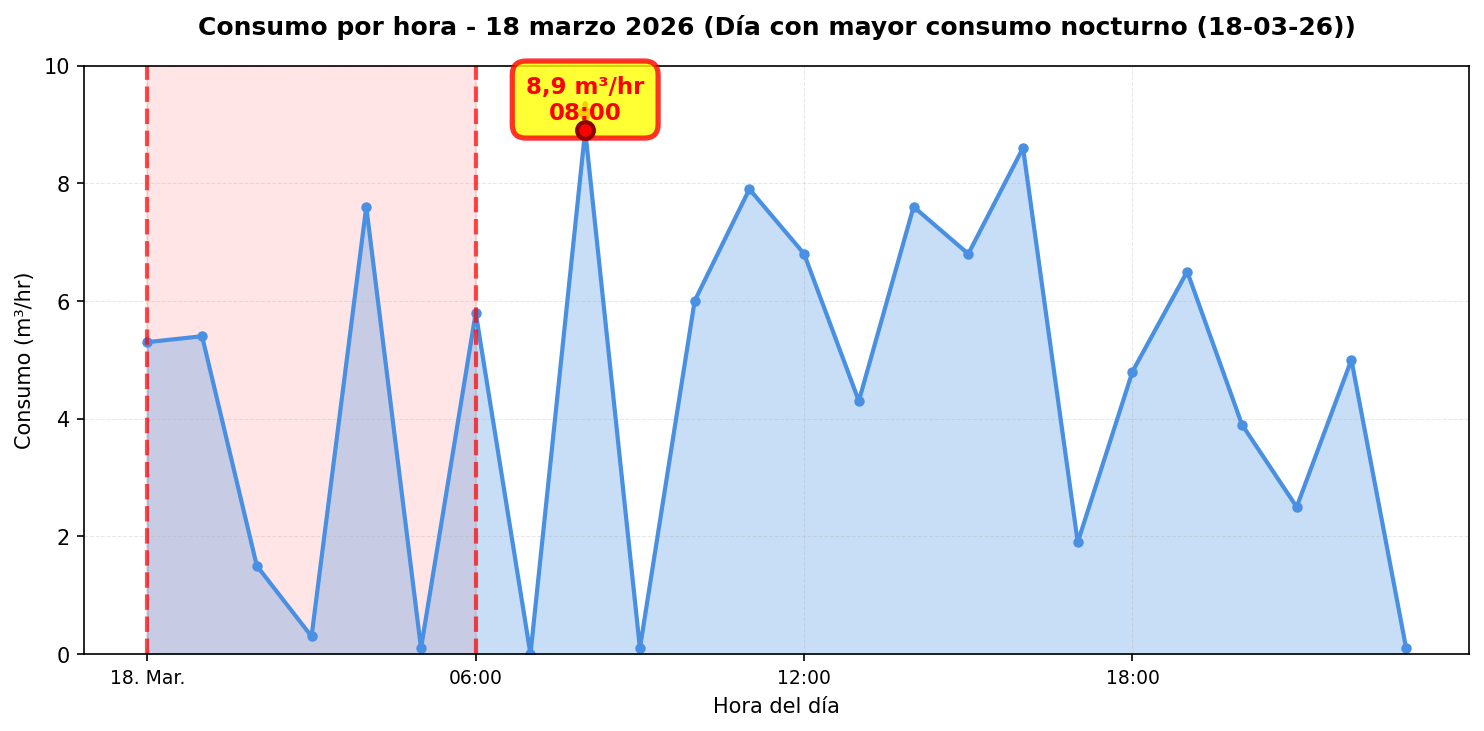 Consumo por hora - 18 marzo 2026 (Día con mayor consumo nocturno (18-03-26))
8,9 m³/hr
08:00
Consumo (m³/hr)
10
8
6
4
2
0
18. Mar.
06:00
12:00
18:00
Hora del día